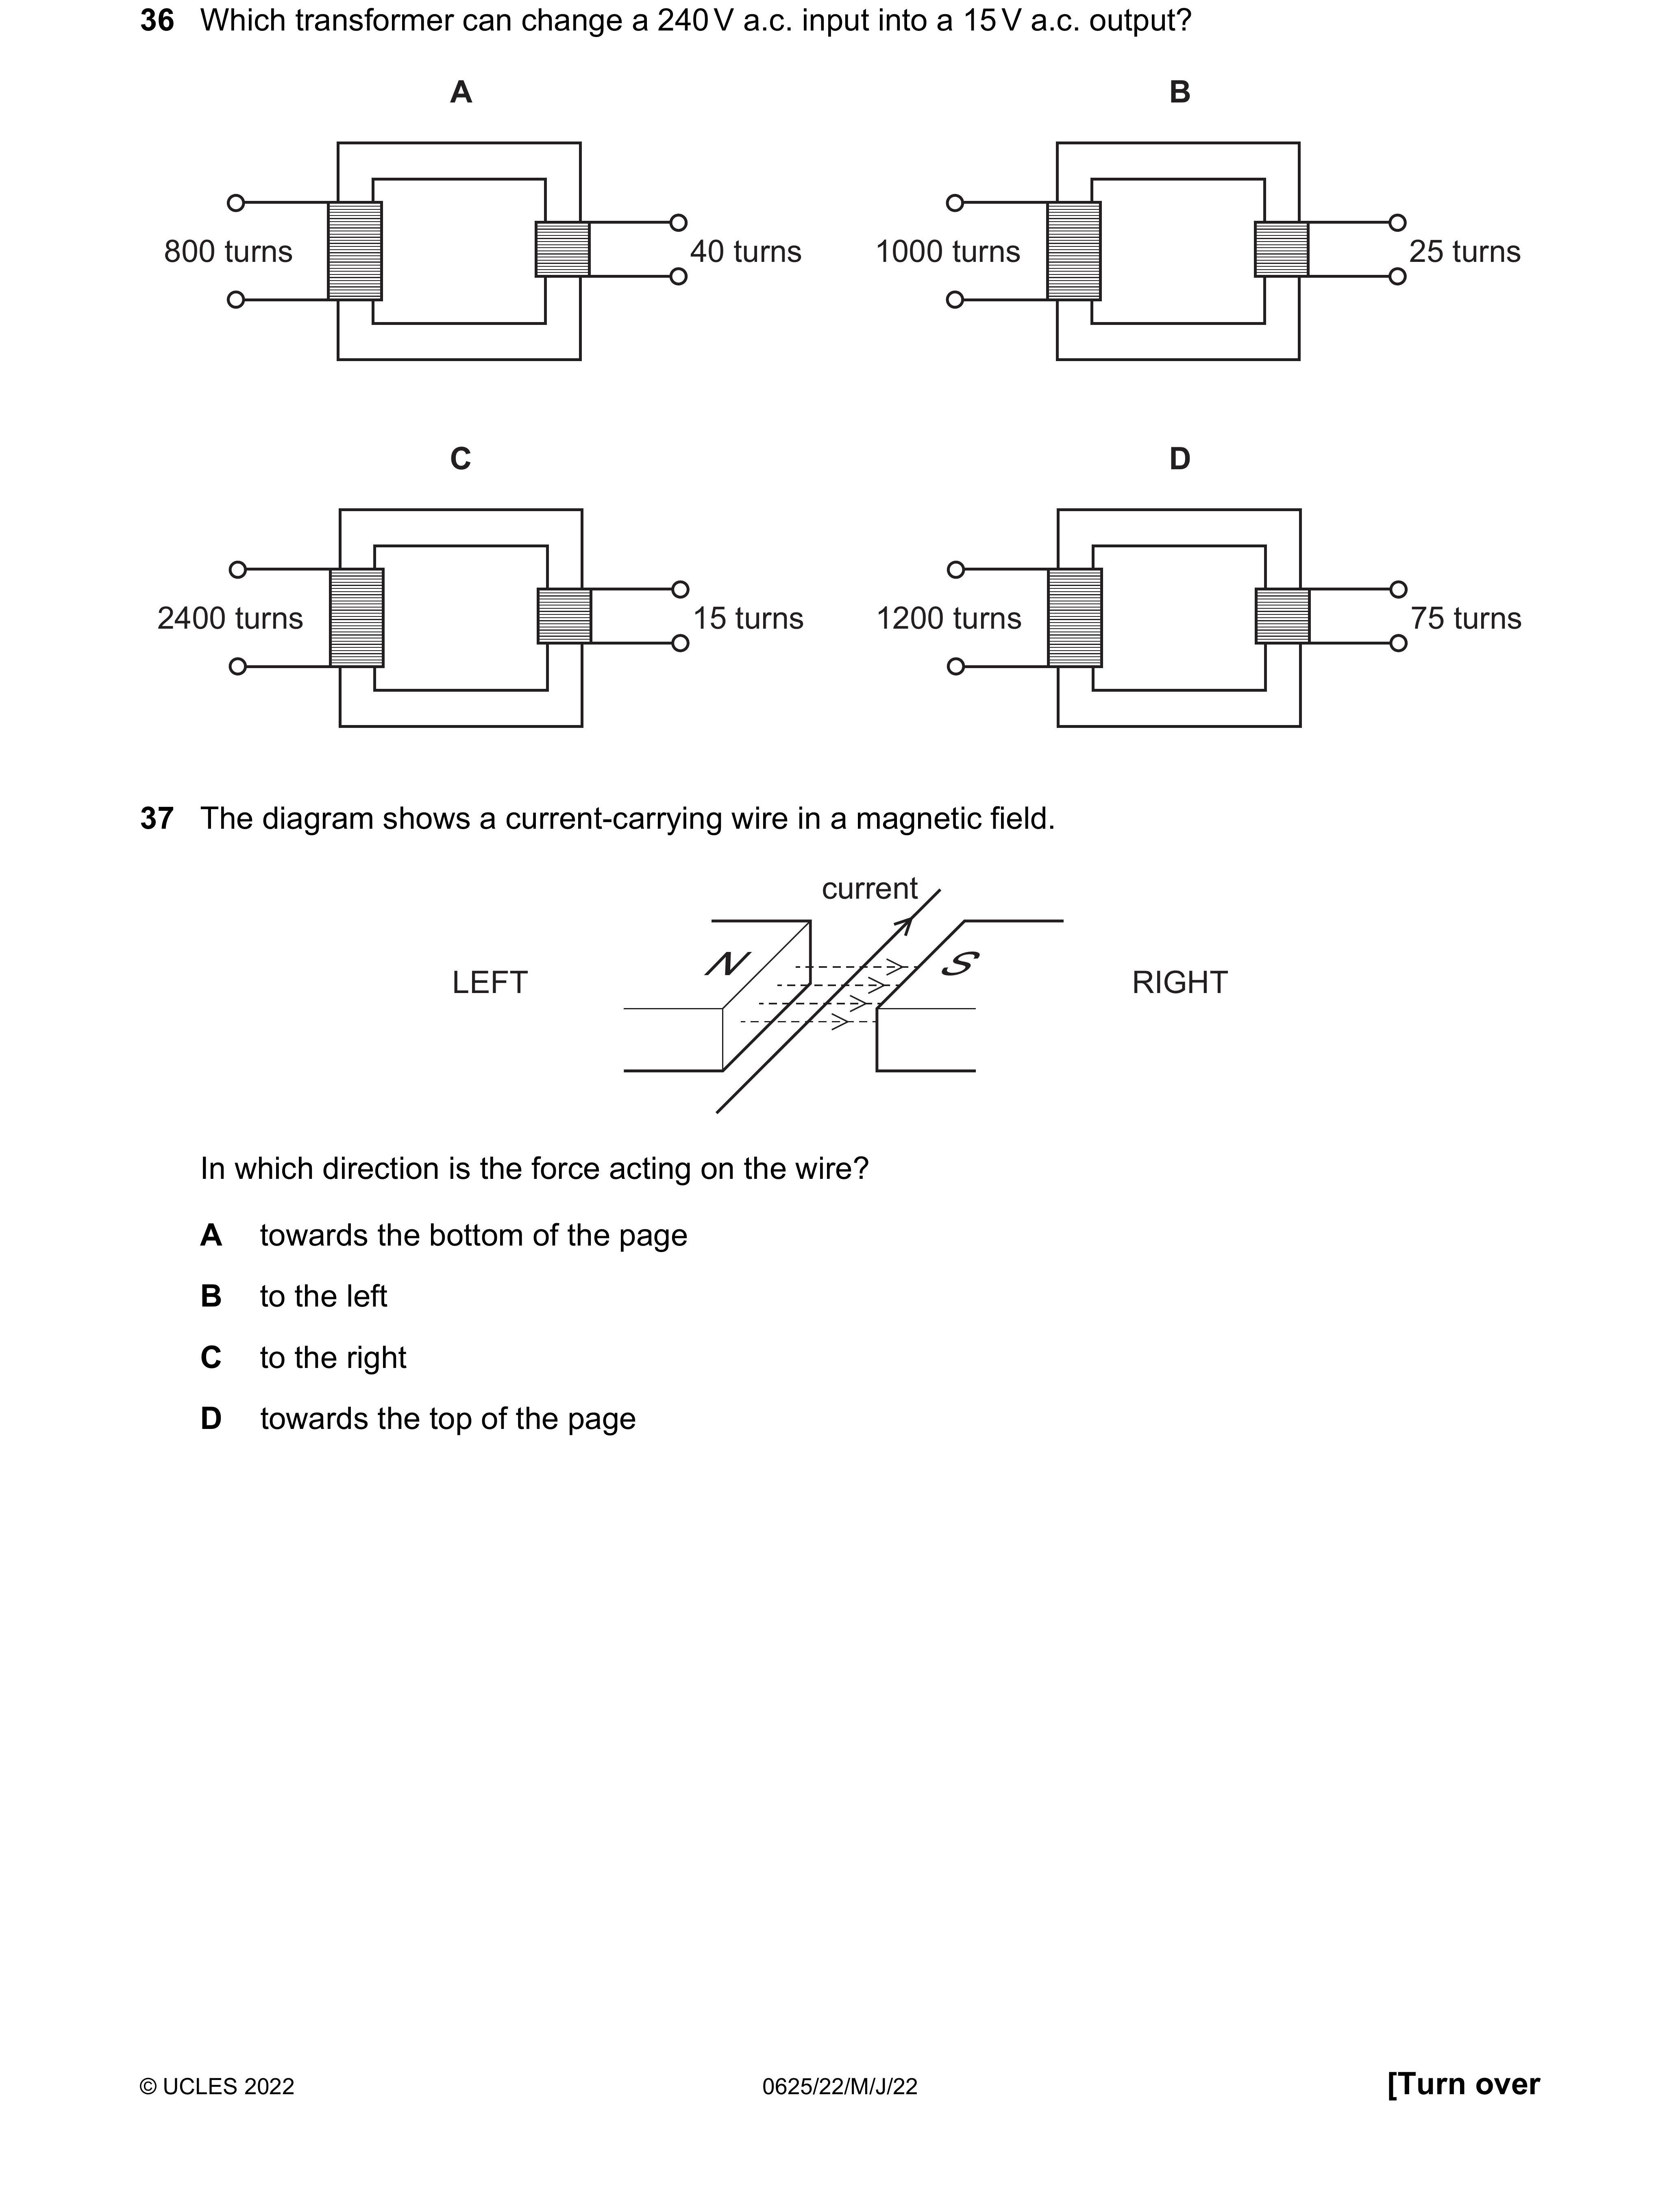 36 Which transformer can change a 240 V a.c. input into a 15 V a.c. output?
A
B
800 turns
40 turns
1000 turns
25 turns
C
D
2400 turns
15 turns
1200 turns
75 turns
37 The diagram shows a current-carrying wire in a magnetic field.
current
N
S
LEFT
RIGHT
In which direction is the force acting on the wire?
A towards the bottom of the page
B to the left
C to the right
D towards the top of the page
© UCLES 2022
0625/22/M/J/22
[Turn over